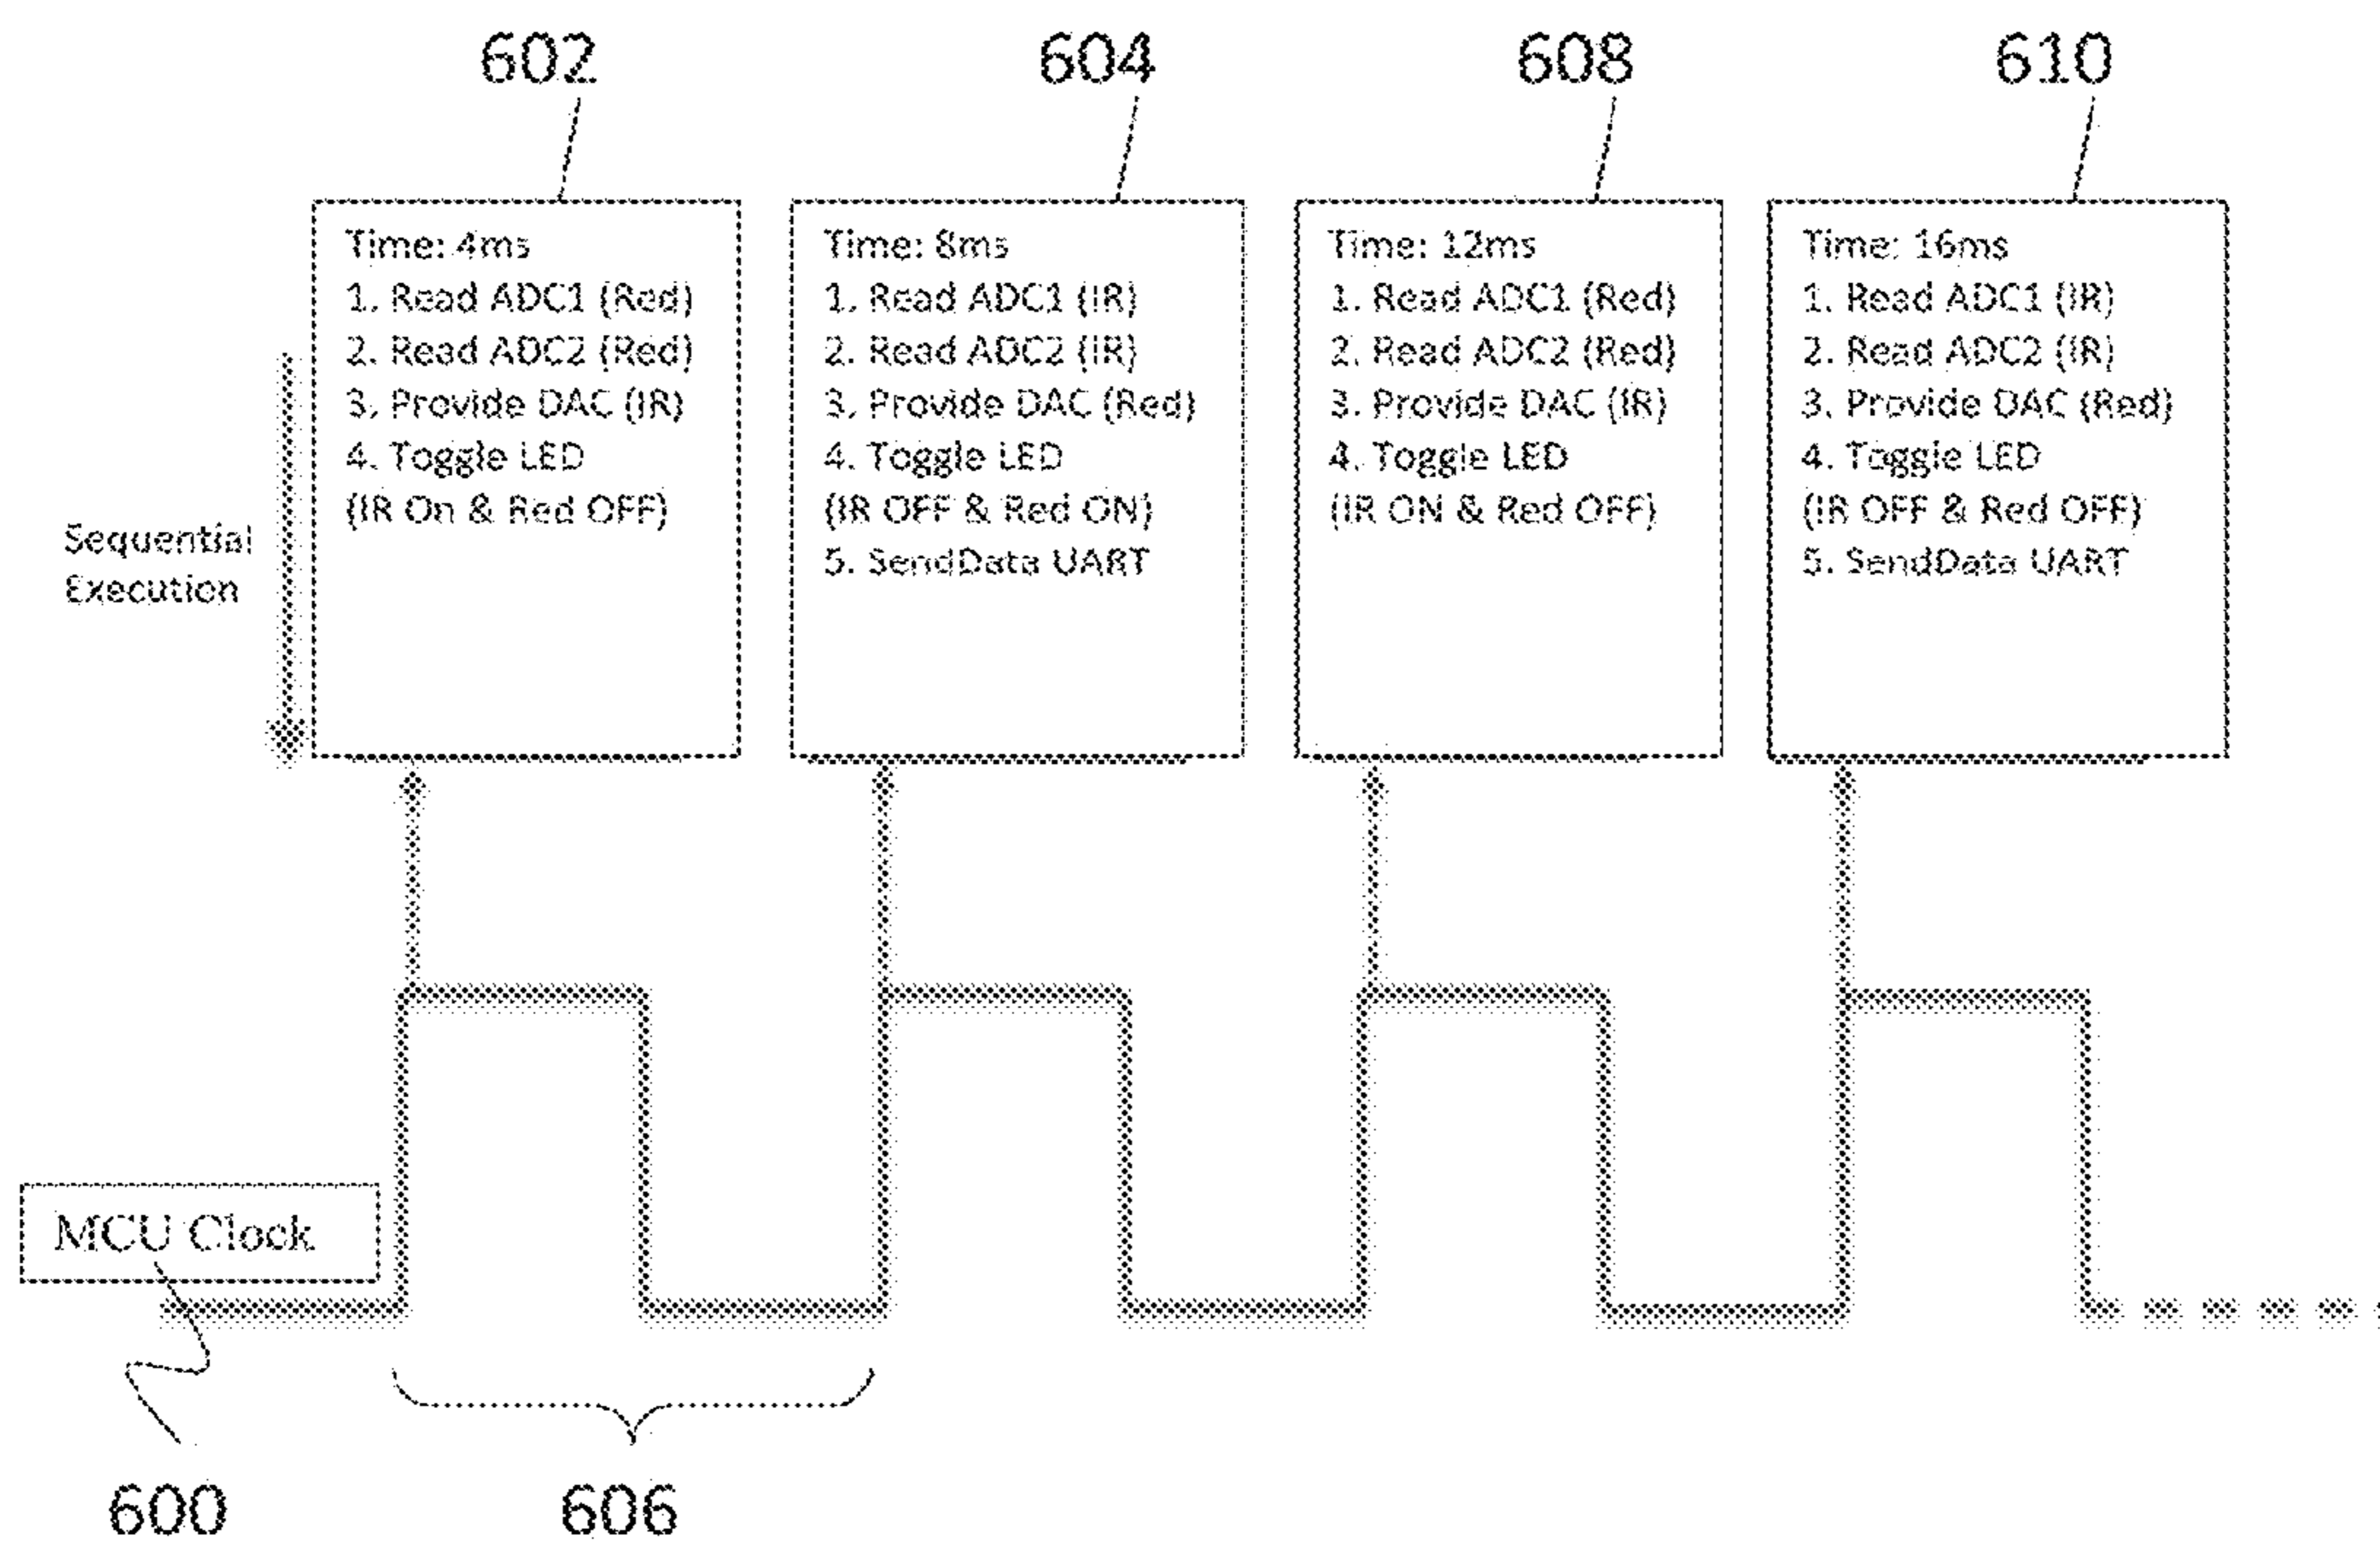 602
604
608
610
Time: 4ms
1. Read ADC1 (Red)
2. Read ADC2 (Red)
3. Provide DAC (IR)
4. Toggle LED
(IR On & Red OFF)
Time: 8ms
1. Read ADC1 (IR)
2. Read ADC2 (IR)
3. Provide DAC (Red)
4. Toggle LED
(IR OFF & Red ON)
5. SendData UART
Time: 12ms
1. Read ADC1 (Red)
2. Read ADC2 (Red)
3. Provide DAC (IR)
4. Toggle LED
(IR ON & Red OFF)
Time: 16ms
1. Read ADC1 (IR)
2. Read ADC2 (IR)
3. Provide DAC (Red)
4. Toggle LED
(IR OFF & Red OFF)
5. SendData UART
Sequential
Execution
MCU Clock
600
606